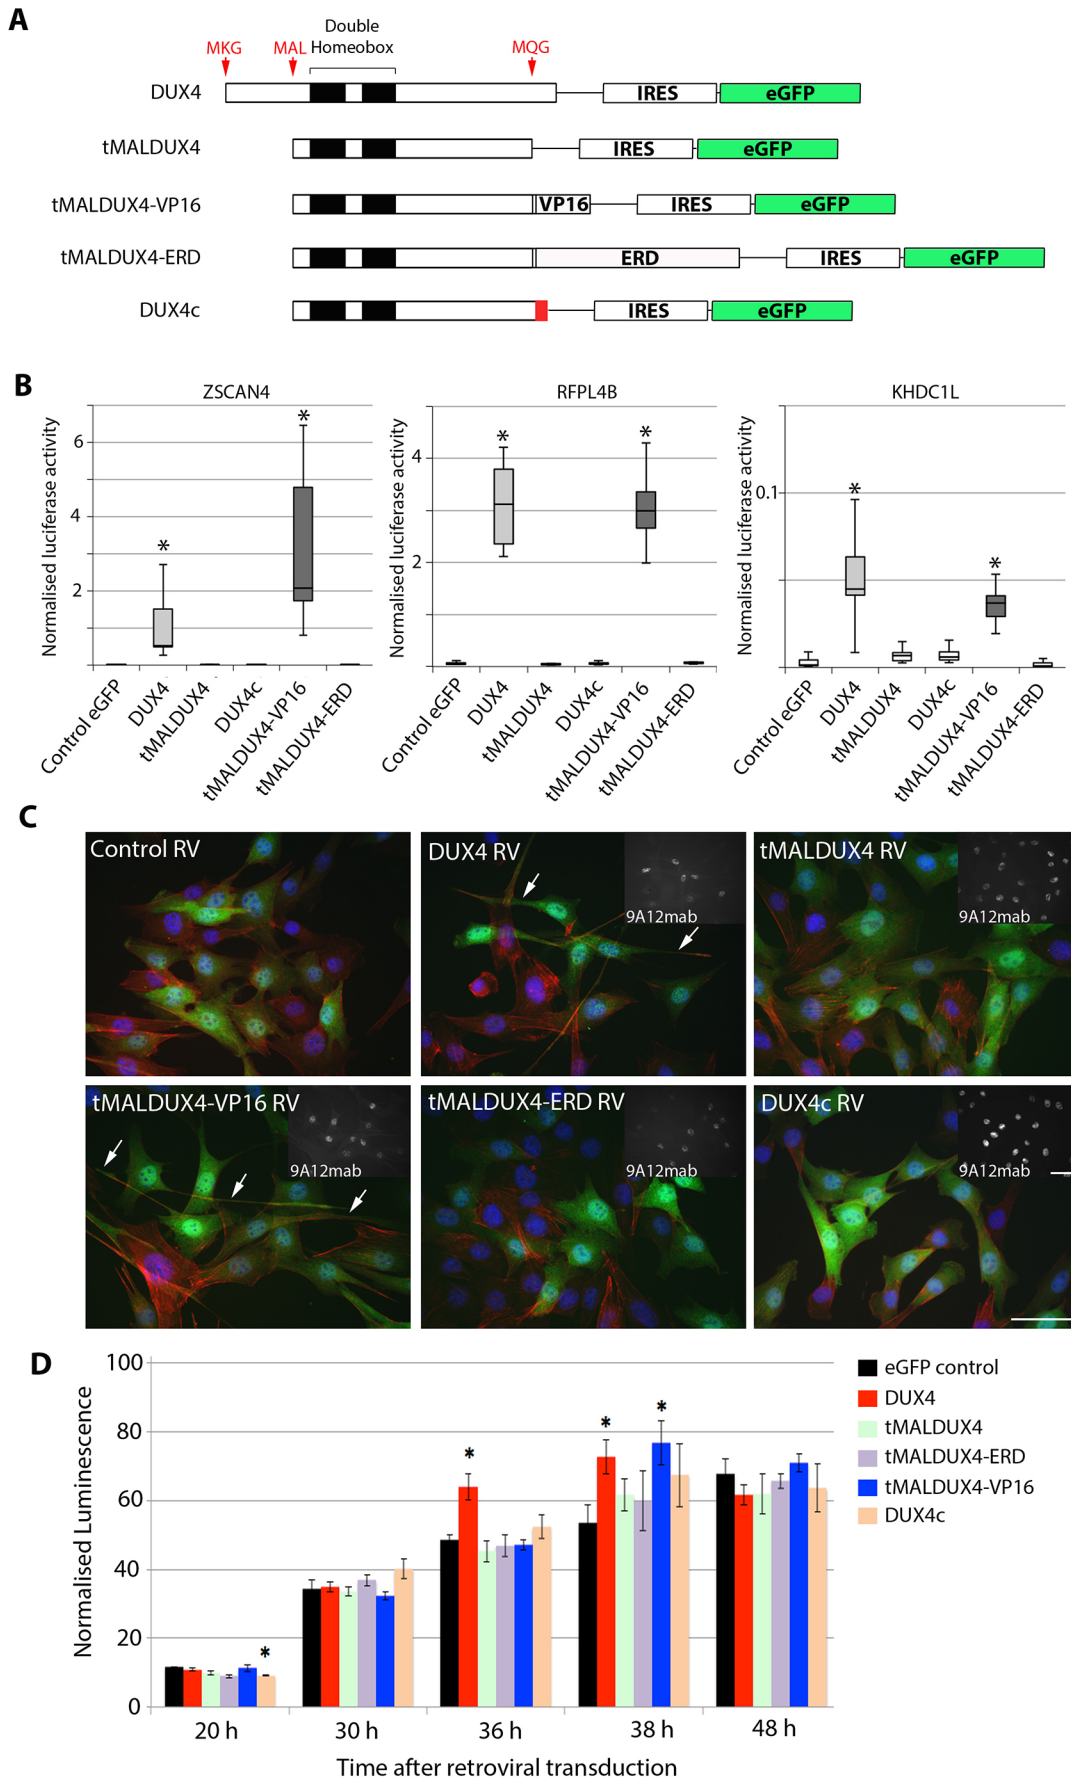 A
Double
Homeobox
MKG
MAL
MQG
DUX4
IRES
eGFP
tMALDUX4
IRES
eGFP
tMALDUX4-VP16
VP16
IRES
eGFP
tMALDUX4-ERD
ERD
IRES
eGFP
DUX4c
IRES
eGFP
B
ZSCAN4
Normalised luciferase activity
6
4
2
*
*
Control eGFP
DUX4
tMALDUX4
DUX4c
tMALDUX4-VP16
tMALDUX4-ERD
RFPL4B
Normalised luciferase activity
4
2
*
*
Control eGFP
DUX4
tMALDUX4
DUX4c
tMALDUX4-VP16
tMALDUX4-ERD
KHDC1L
Normalised luciferase activity
0.1
*
*
Control eGFP
DUX4
tMALDUX4
DUX4c
tMALDUX4-VP16
tMALDUX4-ERD
C
Control RV
DUX4 RV
9A12mab
tMALDUX4 RV
9A12mab
tMALDUX4-VP16 RV
9A12mab
tMALDUX4-ERD RV
9A12mab
DUX4c RV
9A12mab
D
Normalised Luminescence
100
80
60
40
20
0
*
*
*
*
20 h
30 h
36 h
38 h
48 h
Time after retroviral transduction
eGFP control
DUX4
tMALDUX4
tMALDUX4-ERD
tMALDUX4-VP16
DUX4c